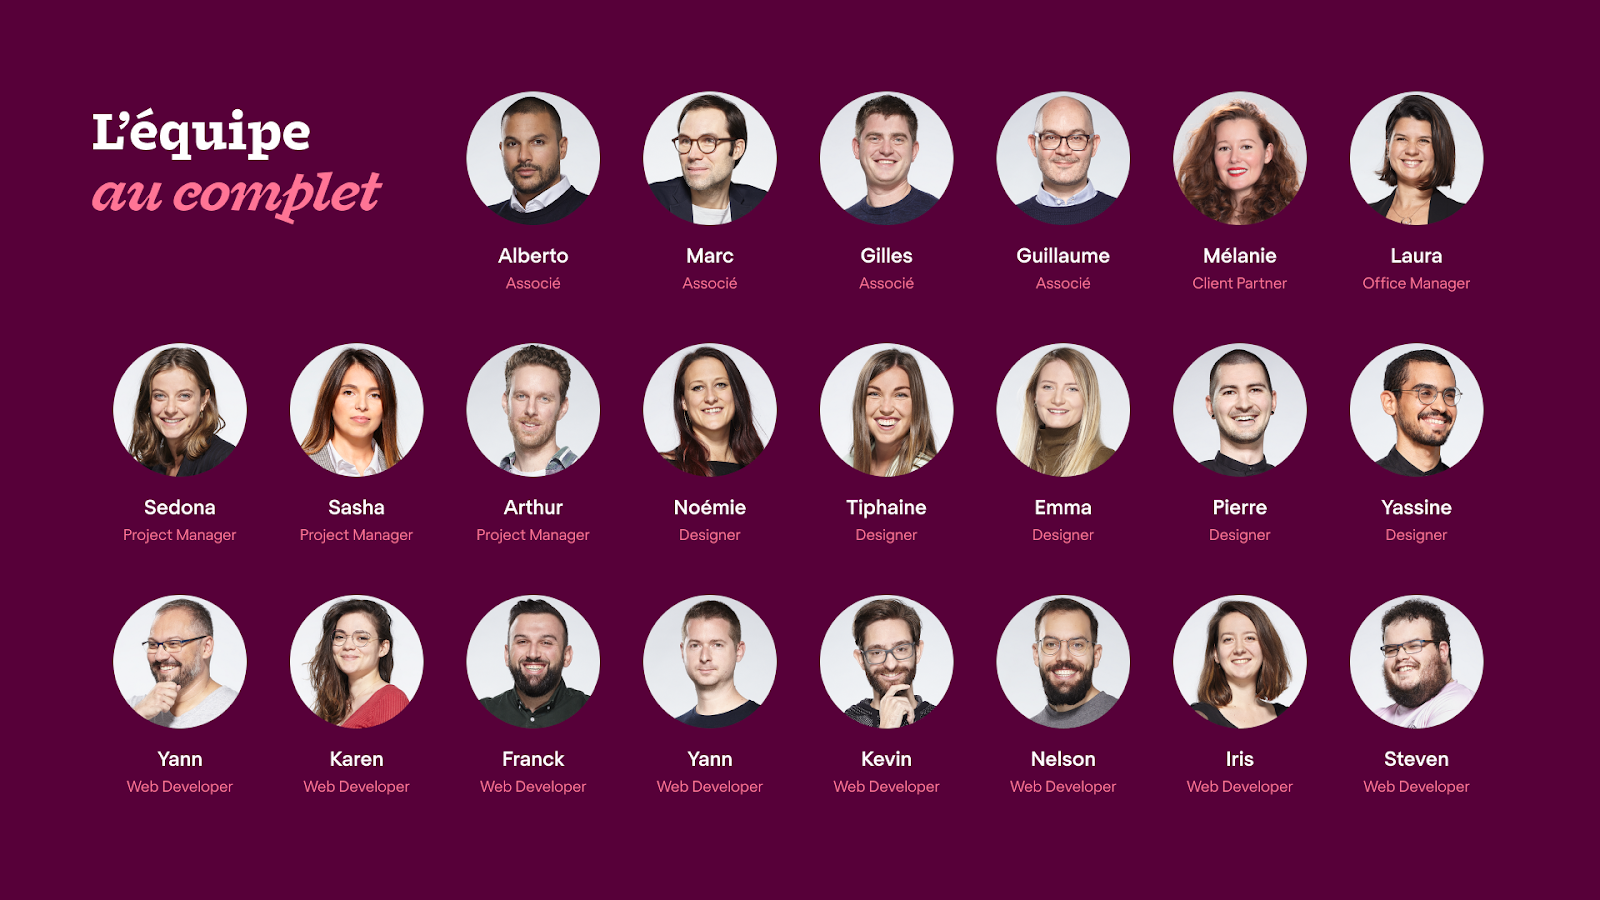 L'équipe
au complet
Alberto
Associé
Marc
Associé
Gilles
Associé
Guillaume
Associé
Mélanie
Client Partner
Laura
Office Manager
Sedona
Project Manager
Sasha
Project Manager
Arthur
Project Manager
Noémie
Designer
Tiphaine
Designer
Emma
Designer
Pierre
Designer
Yassine
Designer
Yann
Web Developer
Karen
Web Developer
Franck
Web Developer
Yann
Web Developer
Kevin
Web Developer
Nelson
Web Developer
Iris
Web Developer
Steven
Web Developer